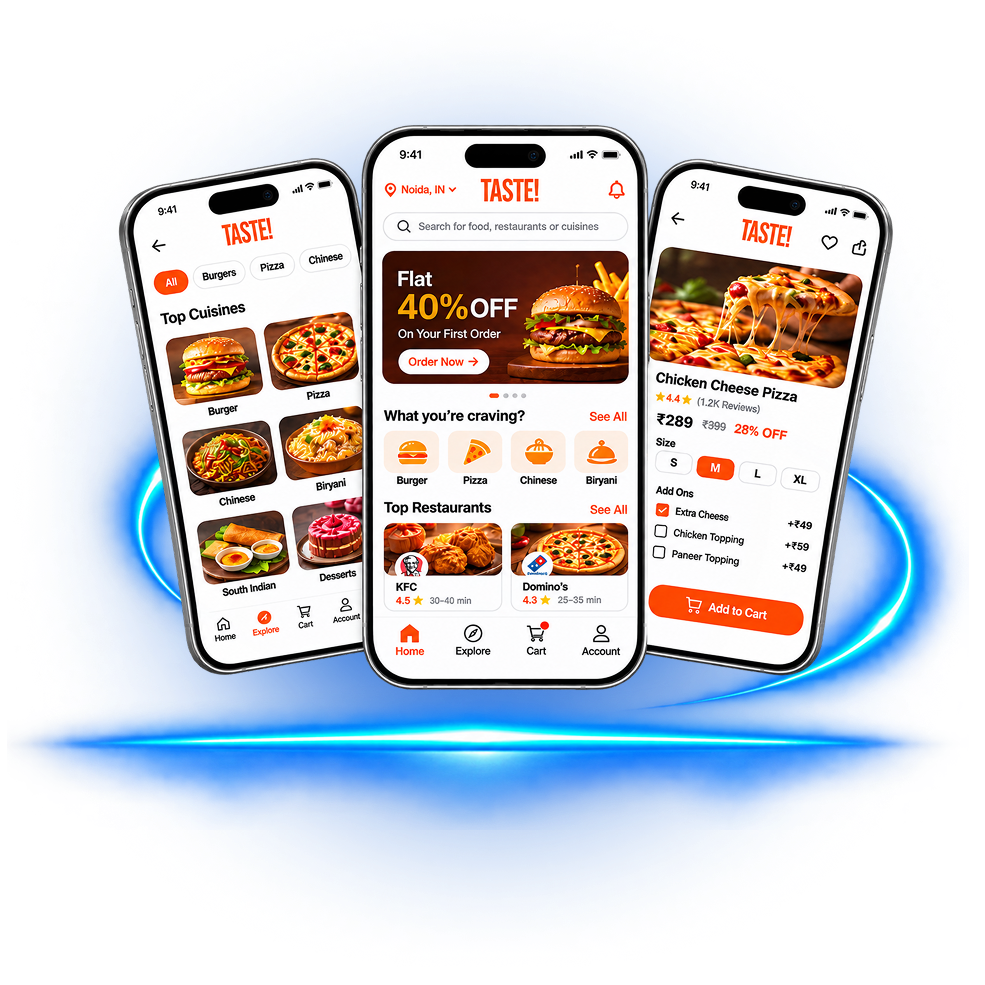 9:41
TASTE!
All
Burgers
Pizza
Chinese
Top Cuisines
Burger
Pizza
Chinese
Biryani
South Indian
Desserts
Home
Explore
Cart
Account
9:41
Noida, IN
TASTE!
Search for food, restaurants or cuisines
Flat
40% OFF
On Your First Order
Order Now →
What you're craving?
See All
Burger
Pizza
Chinese
Biryani
Top Restaurants
See All
KFC
4.5 ★ 30–40 min
Domino's
4.3 ★ 25–35 min
Home
Explore
Cart
Account
9:41
TASTE!
Chicken Cheese Pizza
★4.4★ (1.2K Reviews)
₹289 ₹399 28% OFF
Size
S
M
L
XL
Add Ons
Extra Cheese +₹49
Chicken Topping +₹59
Paneer Topping +₹49
Add to Cart